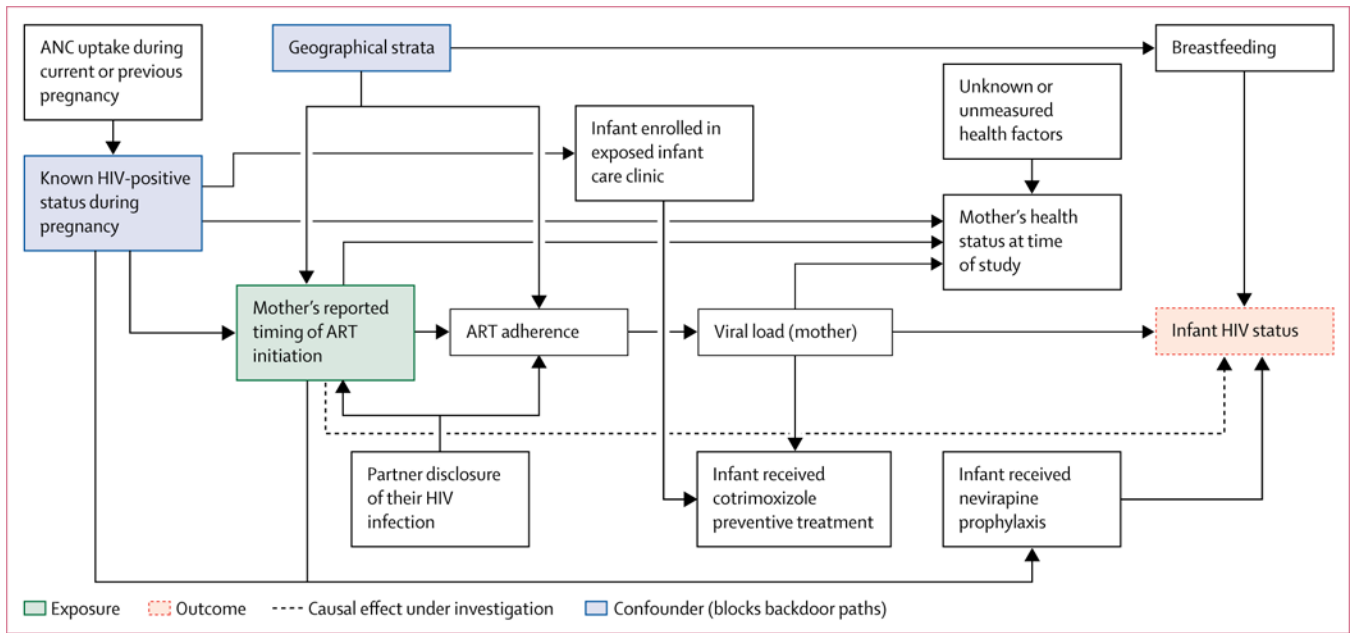 ANC uptake during
current or previous
pregnancy
Geographical strata
Breastfeeding
Unknown or
unmeasured
health factors
Infant enrolled in
exposed infant
care clinic
Known HIV-positive
status during
pregnancy
Mother's health
status at time
of study
Mother's reported
timing of ART
initiation
ART adherence
Viral load (mother)
Infant HIV status
Partner disclosure
of their HIV
infection
Infant received
cotrimoxizole
preventive treatment
Infant received
nevirapine
prophylaxis
Exposure
Outcome
Causal effect under investigation
Confounder (blocks backdoor paths)